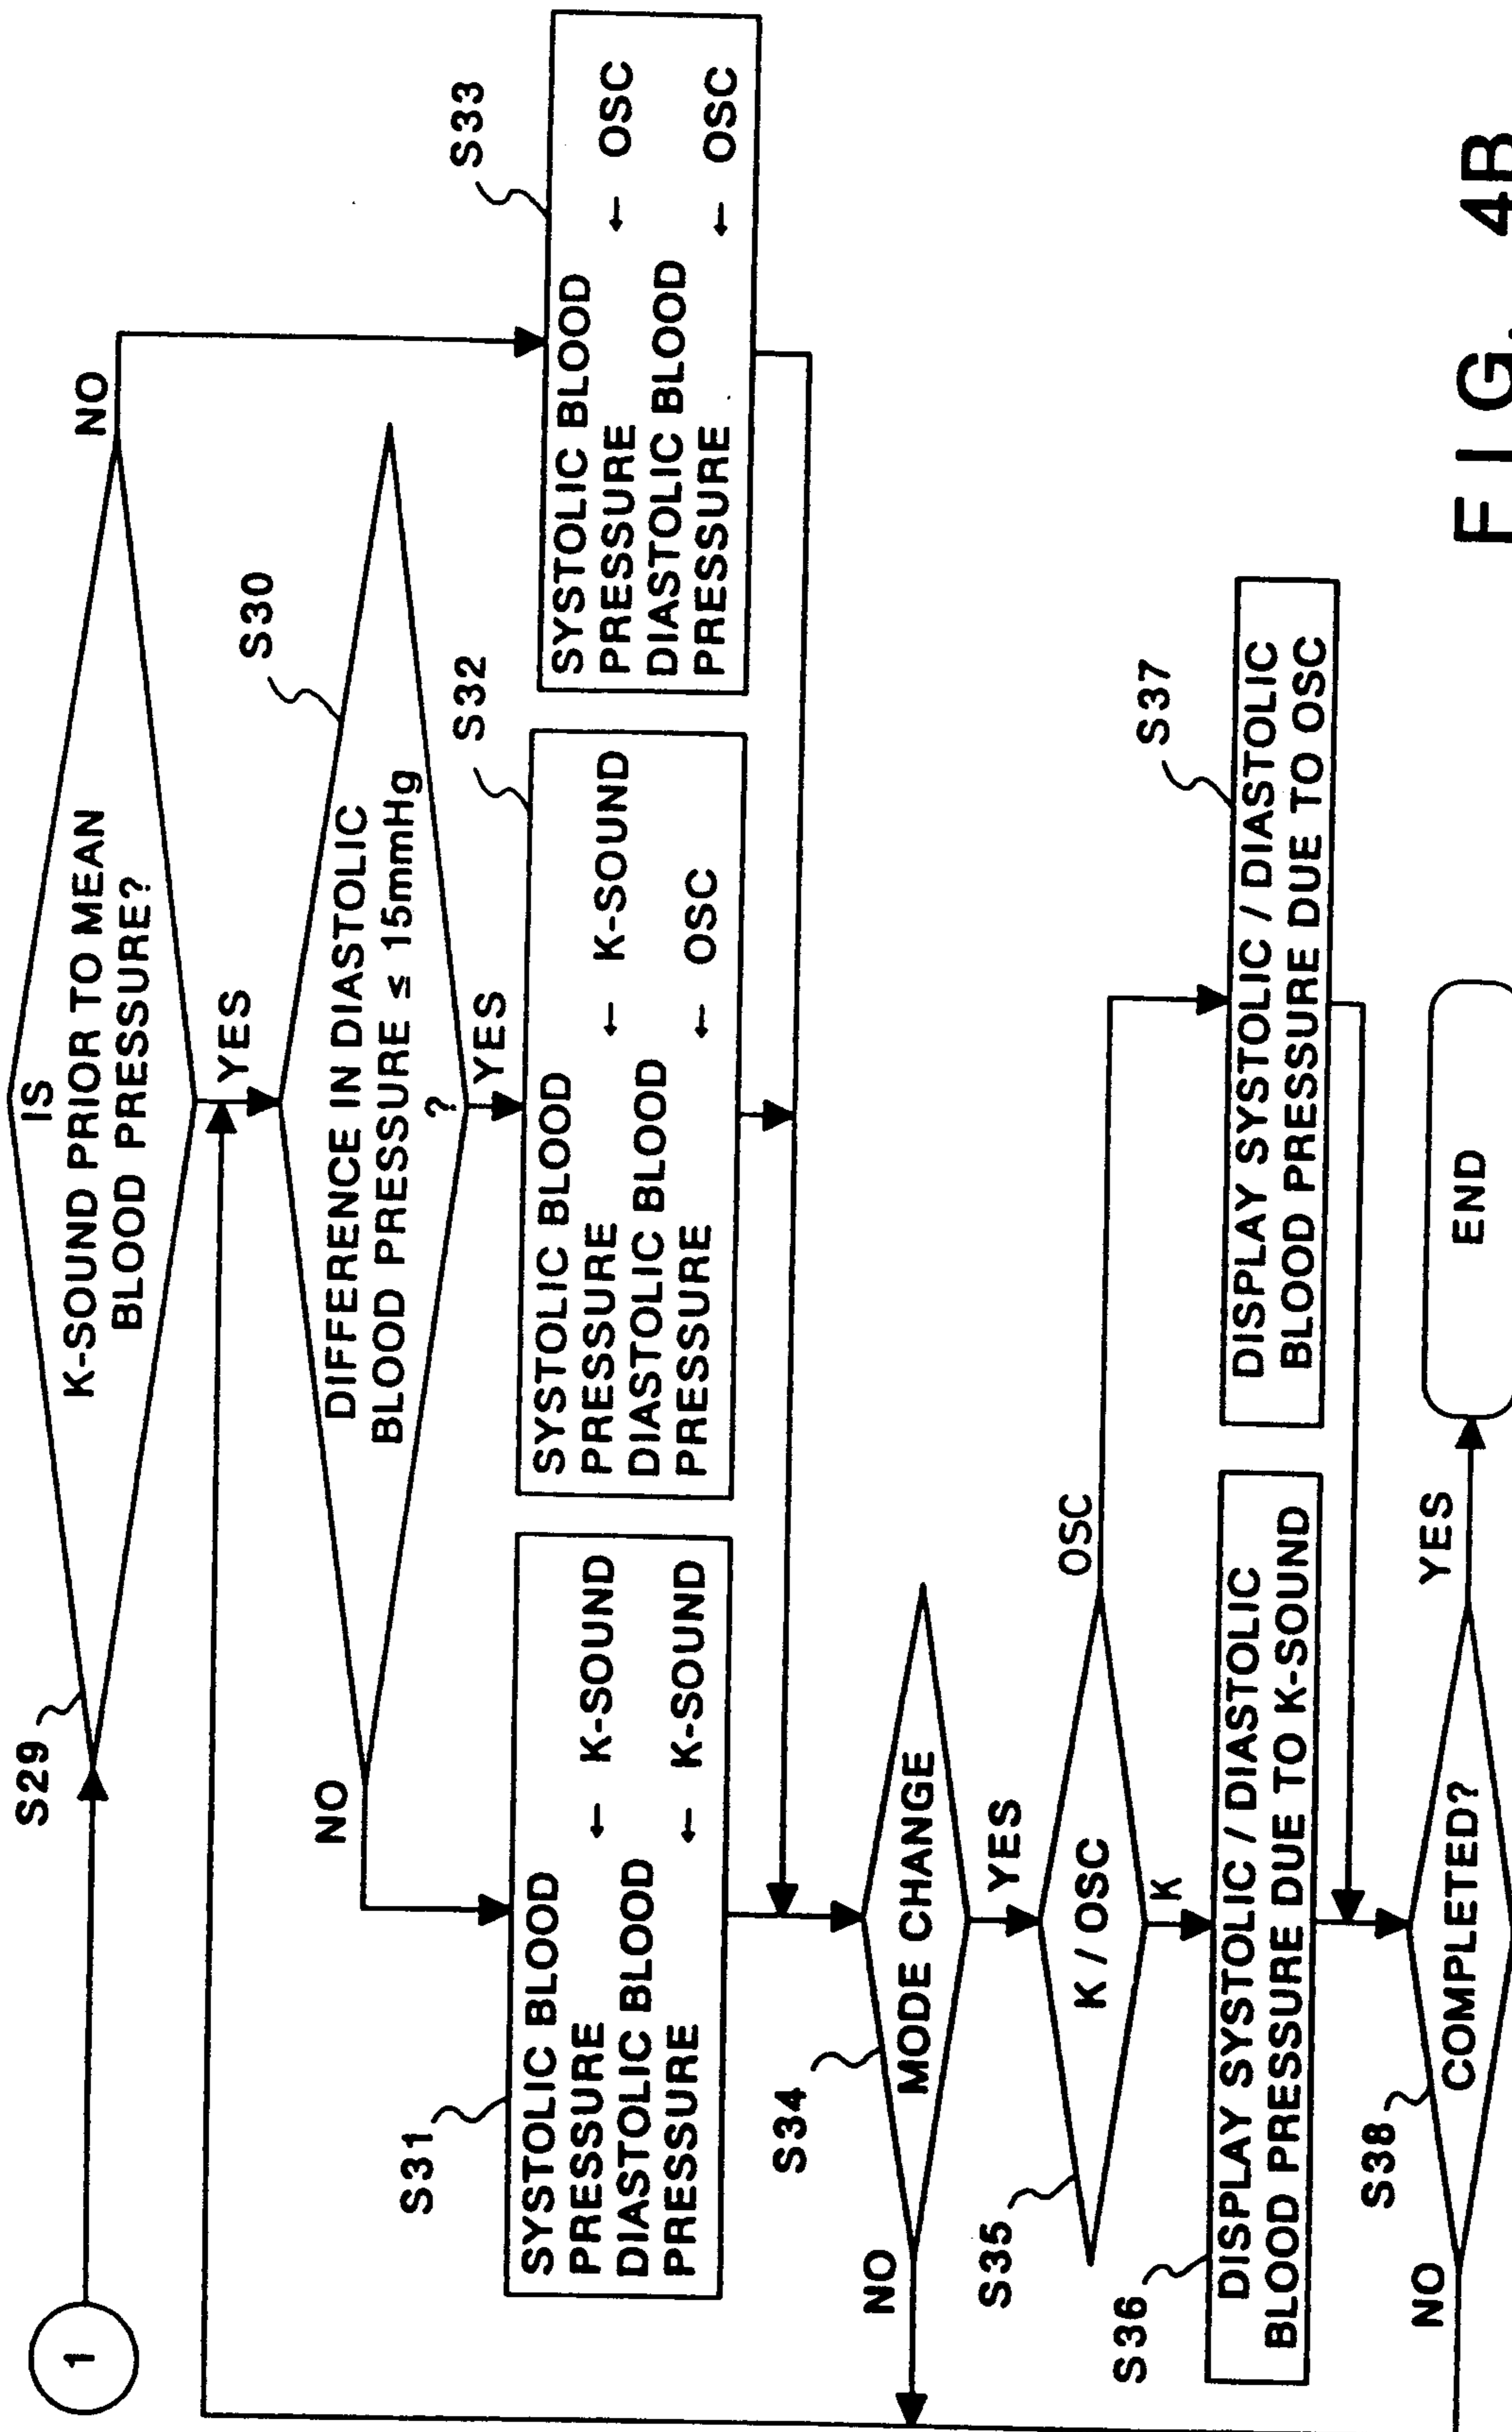 1
S29
IS
K-SOUND PRIOR TO MEAN
BLOOD PRESSURE?
NO
YES
S30
DIFFERENCE IN DIASTOLIC
BLOOD PRESSURE ≤ 15mmHg
?
NO
YES
S31
SYSTOLIC BLOOD
PRESSURE ← K-SOUND
DIASTOLIC BLOOD
PRESSURE ← K-SOUND
S32
SYSTOLIC BLOOD
PRESSURE ← K-SOUND
DIASTOLIC BLOOD
PRESSURE ← OSC
S33
SYSTOLIC BLOOD
PRESSURE ← OSC
DIASTOLIC BLOOD
PRESSURE ← OSC
S34
MODE CHANGE
NO
YES
S35
K / OSC
OSC
K
S36
DISPLAY SYSTOLIC / DIASTOLIC
BLOOD PRESSURE DUE TO K-SOUND
S37
DISPLAY SYSTOLIC / DIASTOLIC
BLOOD PRESSURE DUE TO OSC
S38
COMPLETED?
NO
YES
END
FIG. 4B